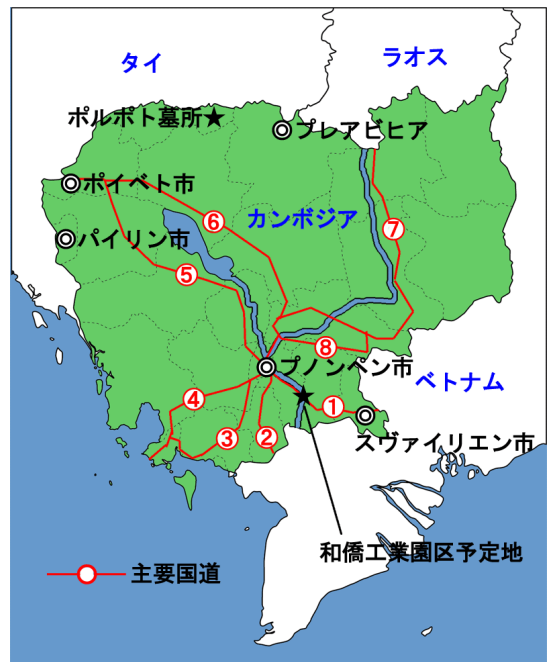 タイ
ラオス
ポルポト墓所★
プレアビヒア
ポイベト市
カンボジア
⑥
⑦
パイリン市
⑤
⑧
プノンペン市
ベトナム
④
①
③
②
スヴァイリエン市
和僑工業園区予定地
主要国道